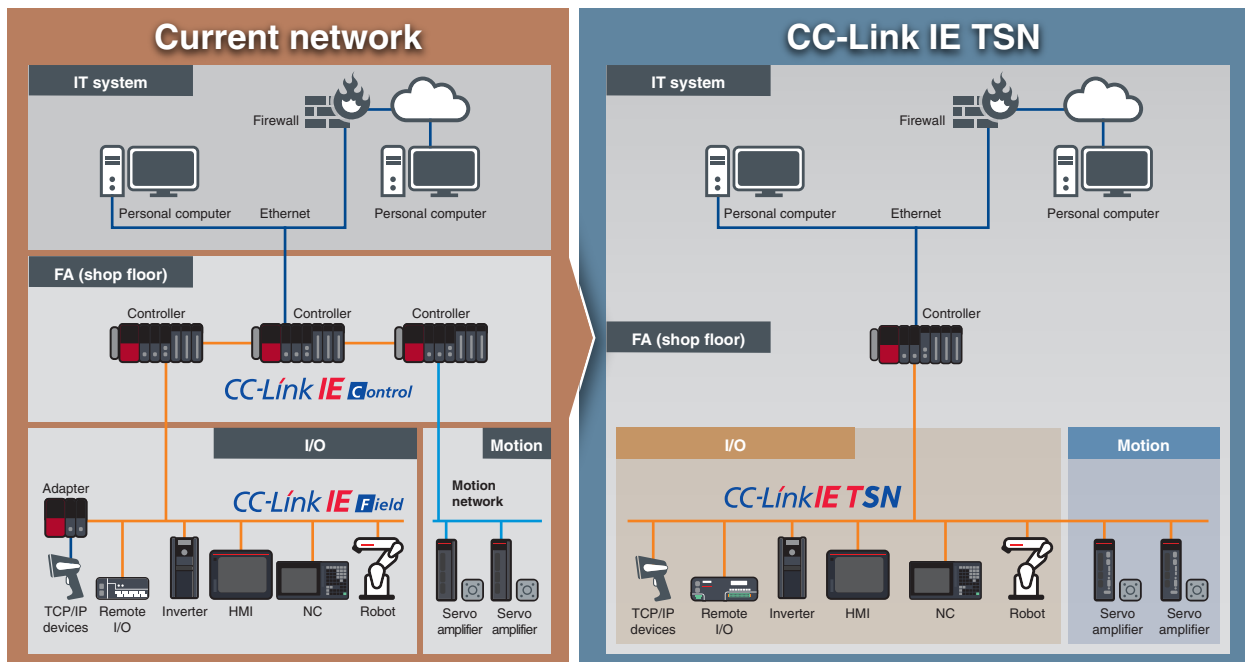 Current network
IT system
Firewall
Personal computer
Ethernet
Personal computer
FA (shop floor)
Controller
Controller
Controller
CC-Link IE Control
I/O
Motion
Adapter
CC-Link IE Field
Motion
network
TCP/IP
devices
Remote
I/O
Inverter
HMI
NC
Robot
Servo
amplifier
Servo
amplifier
CC-Link IE TSN
IT system
Firewall
Personal computer
Ethernet
Personal computer
Controller
FA (shop floor)
I/O
Motion
CC-Link IE TSN
TCP/IP
devices
Remote
I/O
Inverter
HMI
NC
Robot
Servo
amplifier
Servo
amplifier